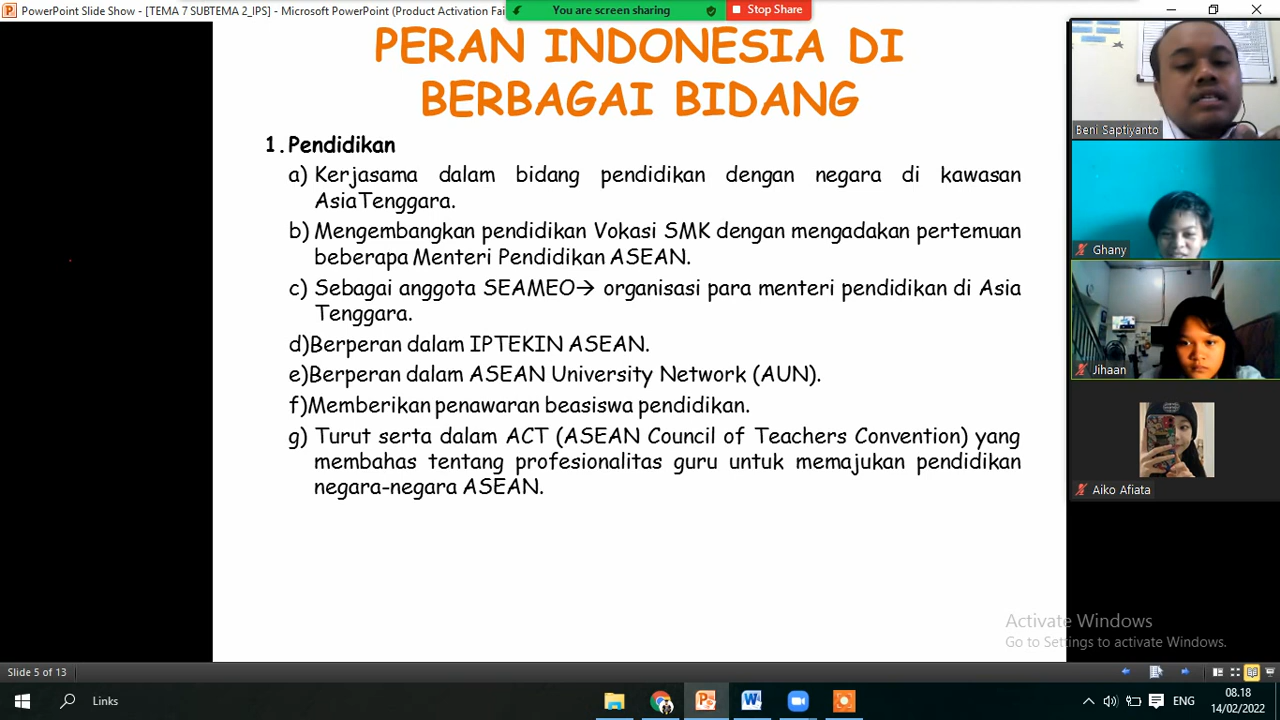 PowerPoint Slide Show - [TEMA 7 SUBTEMA 2_IPS] - Microsoft PowerPoint (Product Activation Fai
You are screen sharing
Stop Share
PERAN INDONESIA DI
BERBAGAI BIDANG
1. Pendidikan
a) Kerjasama dalam bidang pendidikan dengan negara di kawasan
AsiaTenggara.
b) Mengembangkan pendidikan Vokasi SMK dengan mengadakan pertemuan
beberapa Menteri Pendidikan ASEAN.
c) Sebagai anggota SEAMEO→ organisasi para menteri pendidikan di Asia
Tenggara.
d)Berperan dalam IPTEKIN ASEAN.
e)Berperan dalam ASEAN University Network (AUN).
f)Memberikan penawaran beasiswa pendidikan.
g) Turut serta dalam ACT (ASEAN Council of Teachers Convention) yang
membahas tentang profesionalitas guru untuk memajukan pendidikan
negara-negara ASEAN.
Beni Saptiyanto
Ghany
Jihaan
Aiko Afiata
Activate Windows
Go to Settings to activate Windows.
Slide 5 of 13
Links
ENG
08.18
14/02/2022